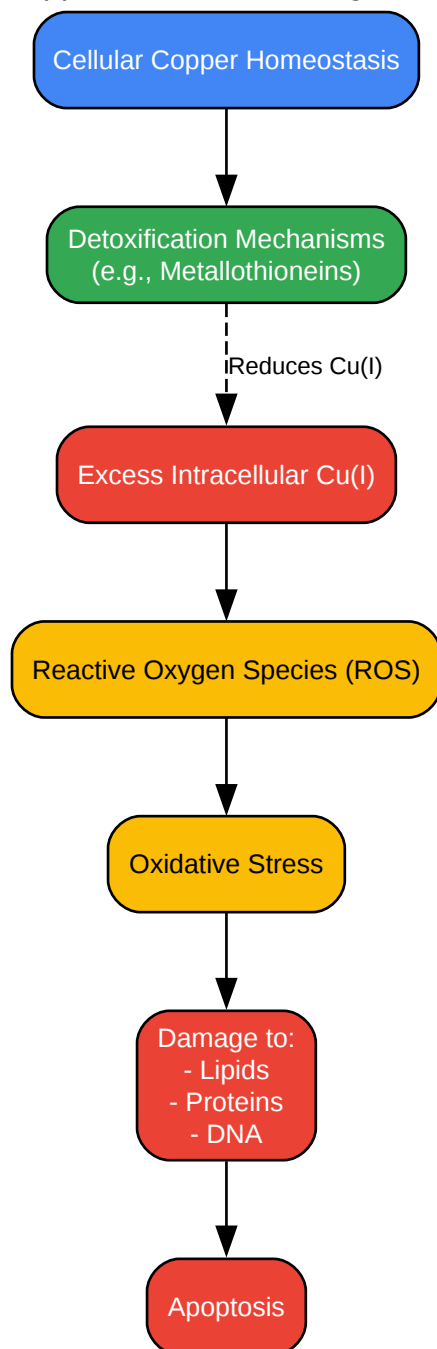 Cellular Copper Homeostasis
Detoxification Mechanisms
(e.g., Metallothioneins)
Reduces Cu(I)
Excess Intracellular Cu(I)
Reactive Oxygen Species (ROS)
Oxidative Stress
Damage to:
- Lipids
- Proteins
- DNA
Apoptosis